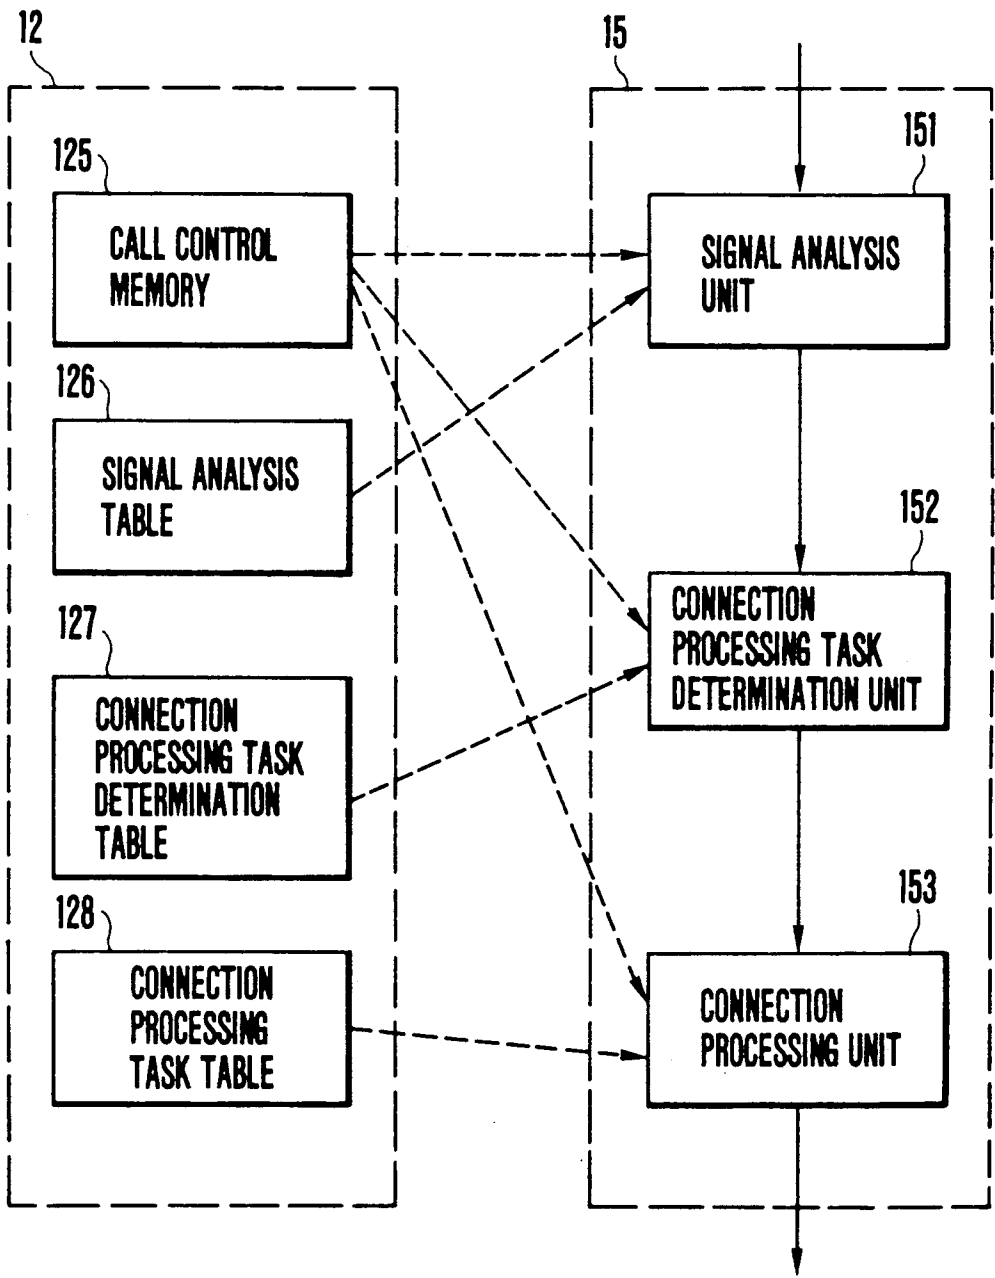 12
125
CALL CONTROL
MEMORY
126
SIGNAL ANALYSIS
TABLE
127
CONNECTION
PROCESSING TASK
DETERMINATION
TABLE
128
CONNECTION
PROCESSING
TASK TABLE
15
151
SIGNAL ANALYSIS
UNIT
152
CONNECTION
PROCESSING TASK
DETERMINATION UNIT
153
CONNECTION
PROCESSING UNIT